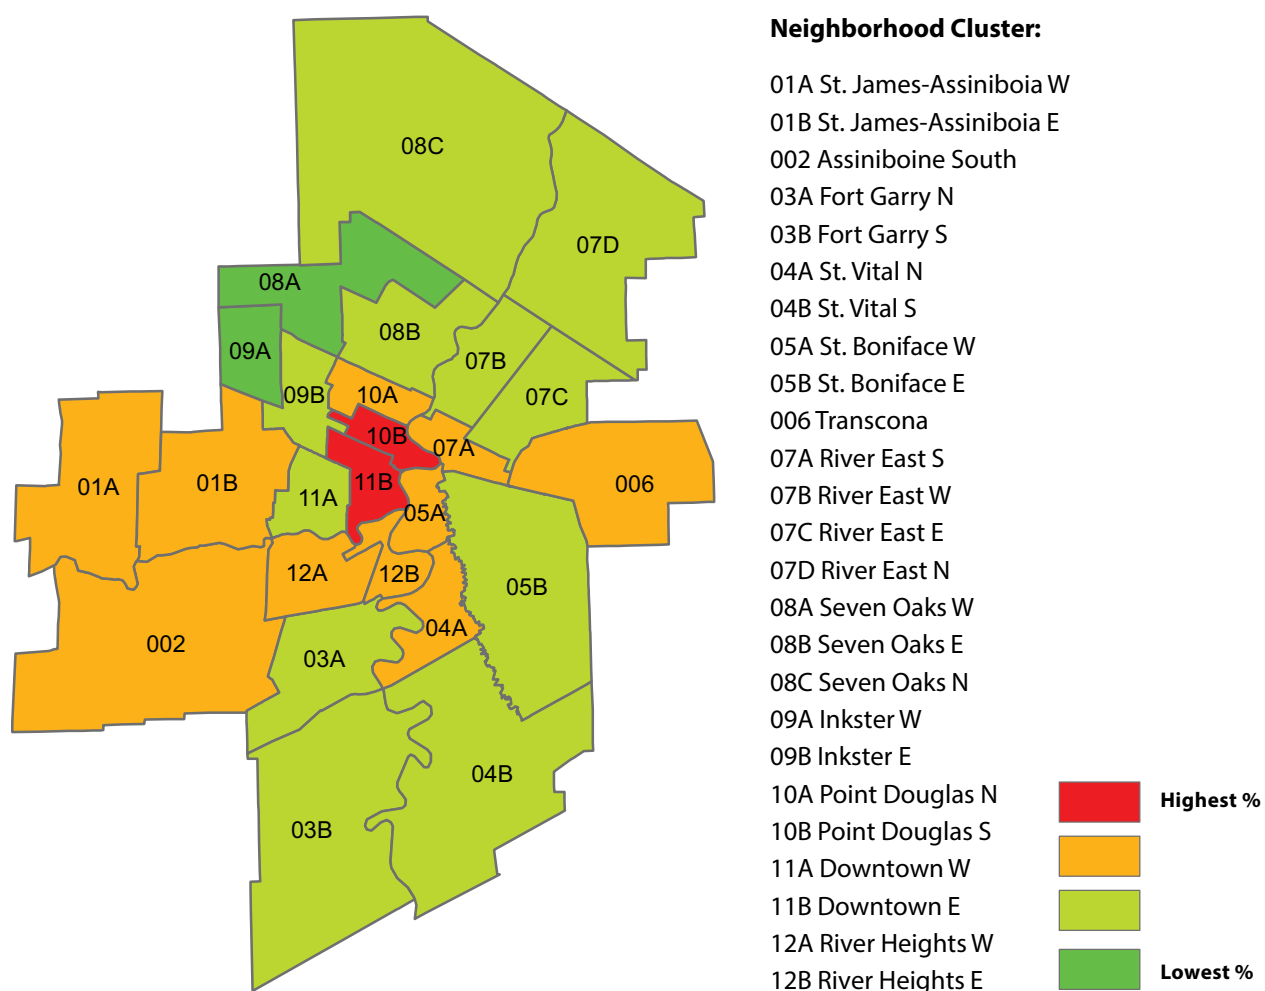 Neighborhood Cluster:
01A St. James-Assiniboia W
01B St. James-Assiniboia E
002 Assiniboine South
03A Fort Garry N
03B Fort Garry S
04A St. Vital N
04B St. Vital S
05A St. Boniface W
05B St. Boniface E
006 Transcona
07A River East S
07B River East W
07C River East E
07D River East N
08A Seven Oaks W
08B Seven Oaks E
08C Seven Oaks N
09A Inkster W
09B Inkster E
10A Point Douglas N
10B Point Douglas S
11A Downtown W
11B Downtown E
12A River Heights W
12B River Heights E
Highest %
Lowest %
08C
07D
08A
08B
09A
07B
09B
10A
07C
10B
07A
01A
01B
11A
11B
006
05A
12A
12B
05B
04A
002
03A
04B
03B